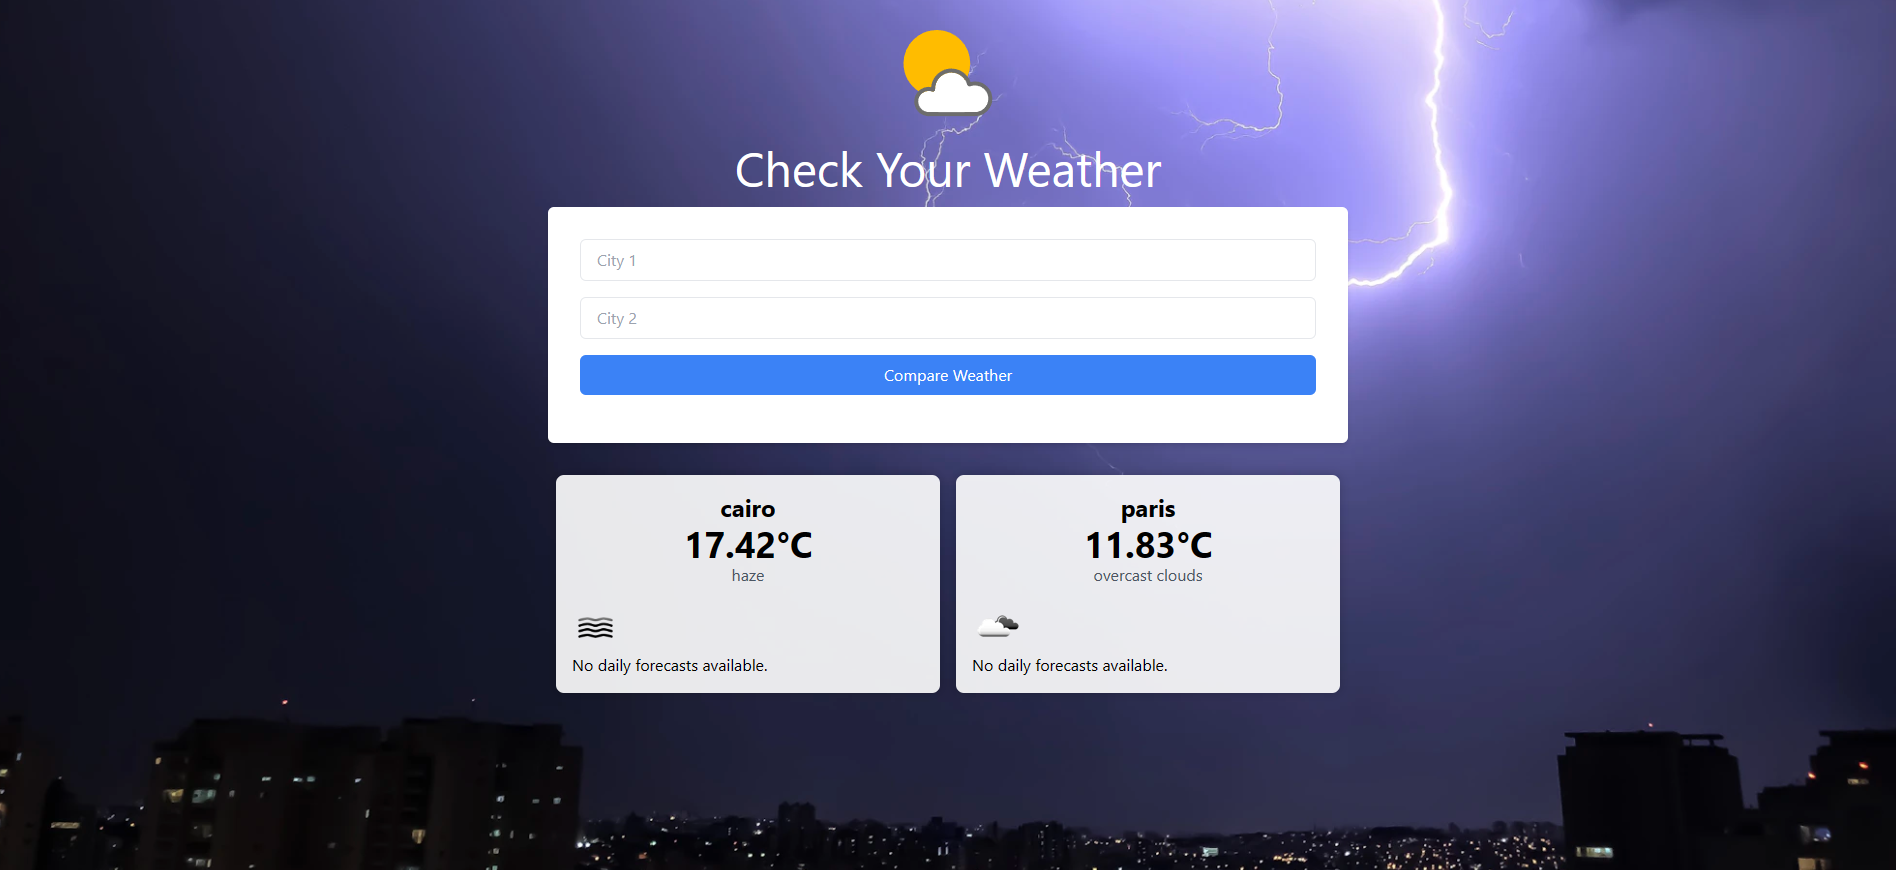 Check Your Weather
City 1
City 2
Compare Weather
cairo
17.42°C
haze
No daily forecasts available.
paris
11.83°C
overcast clouds
No daily forecasts available.